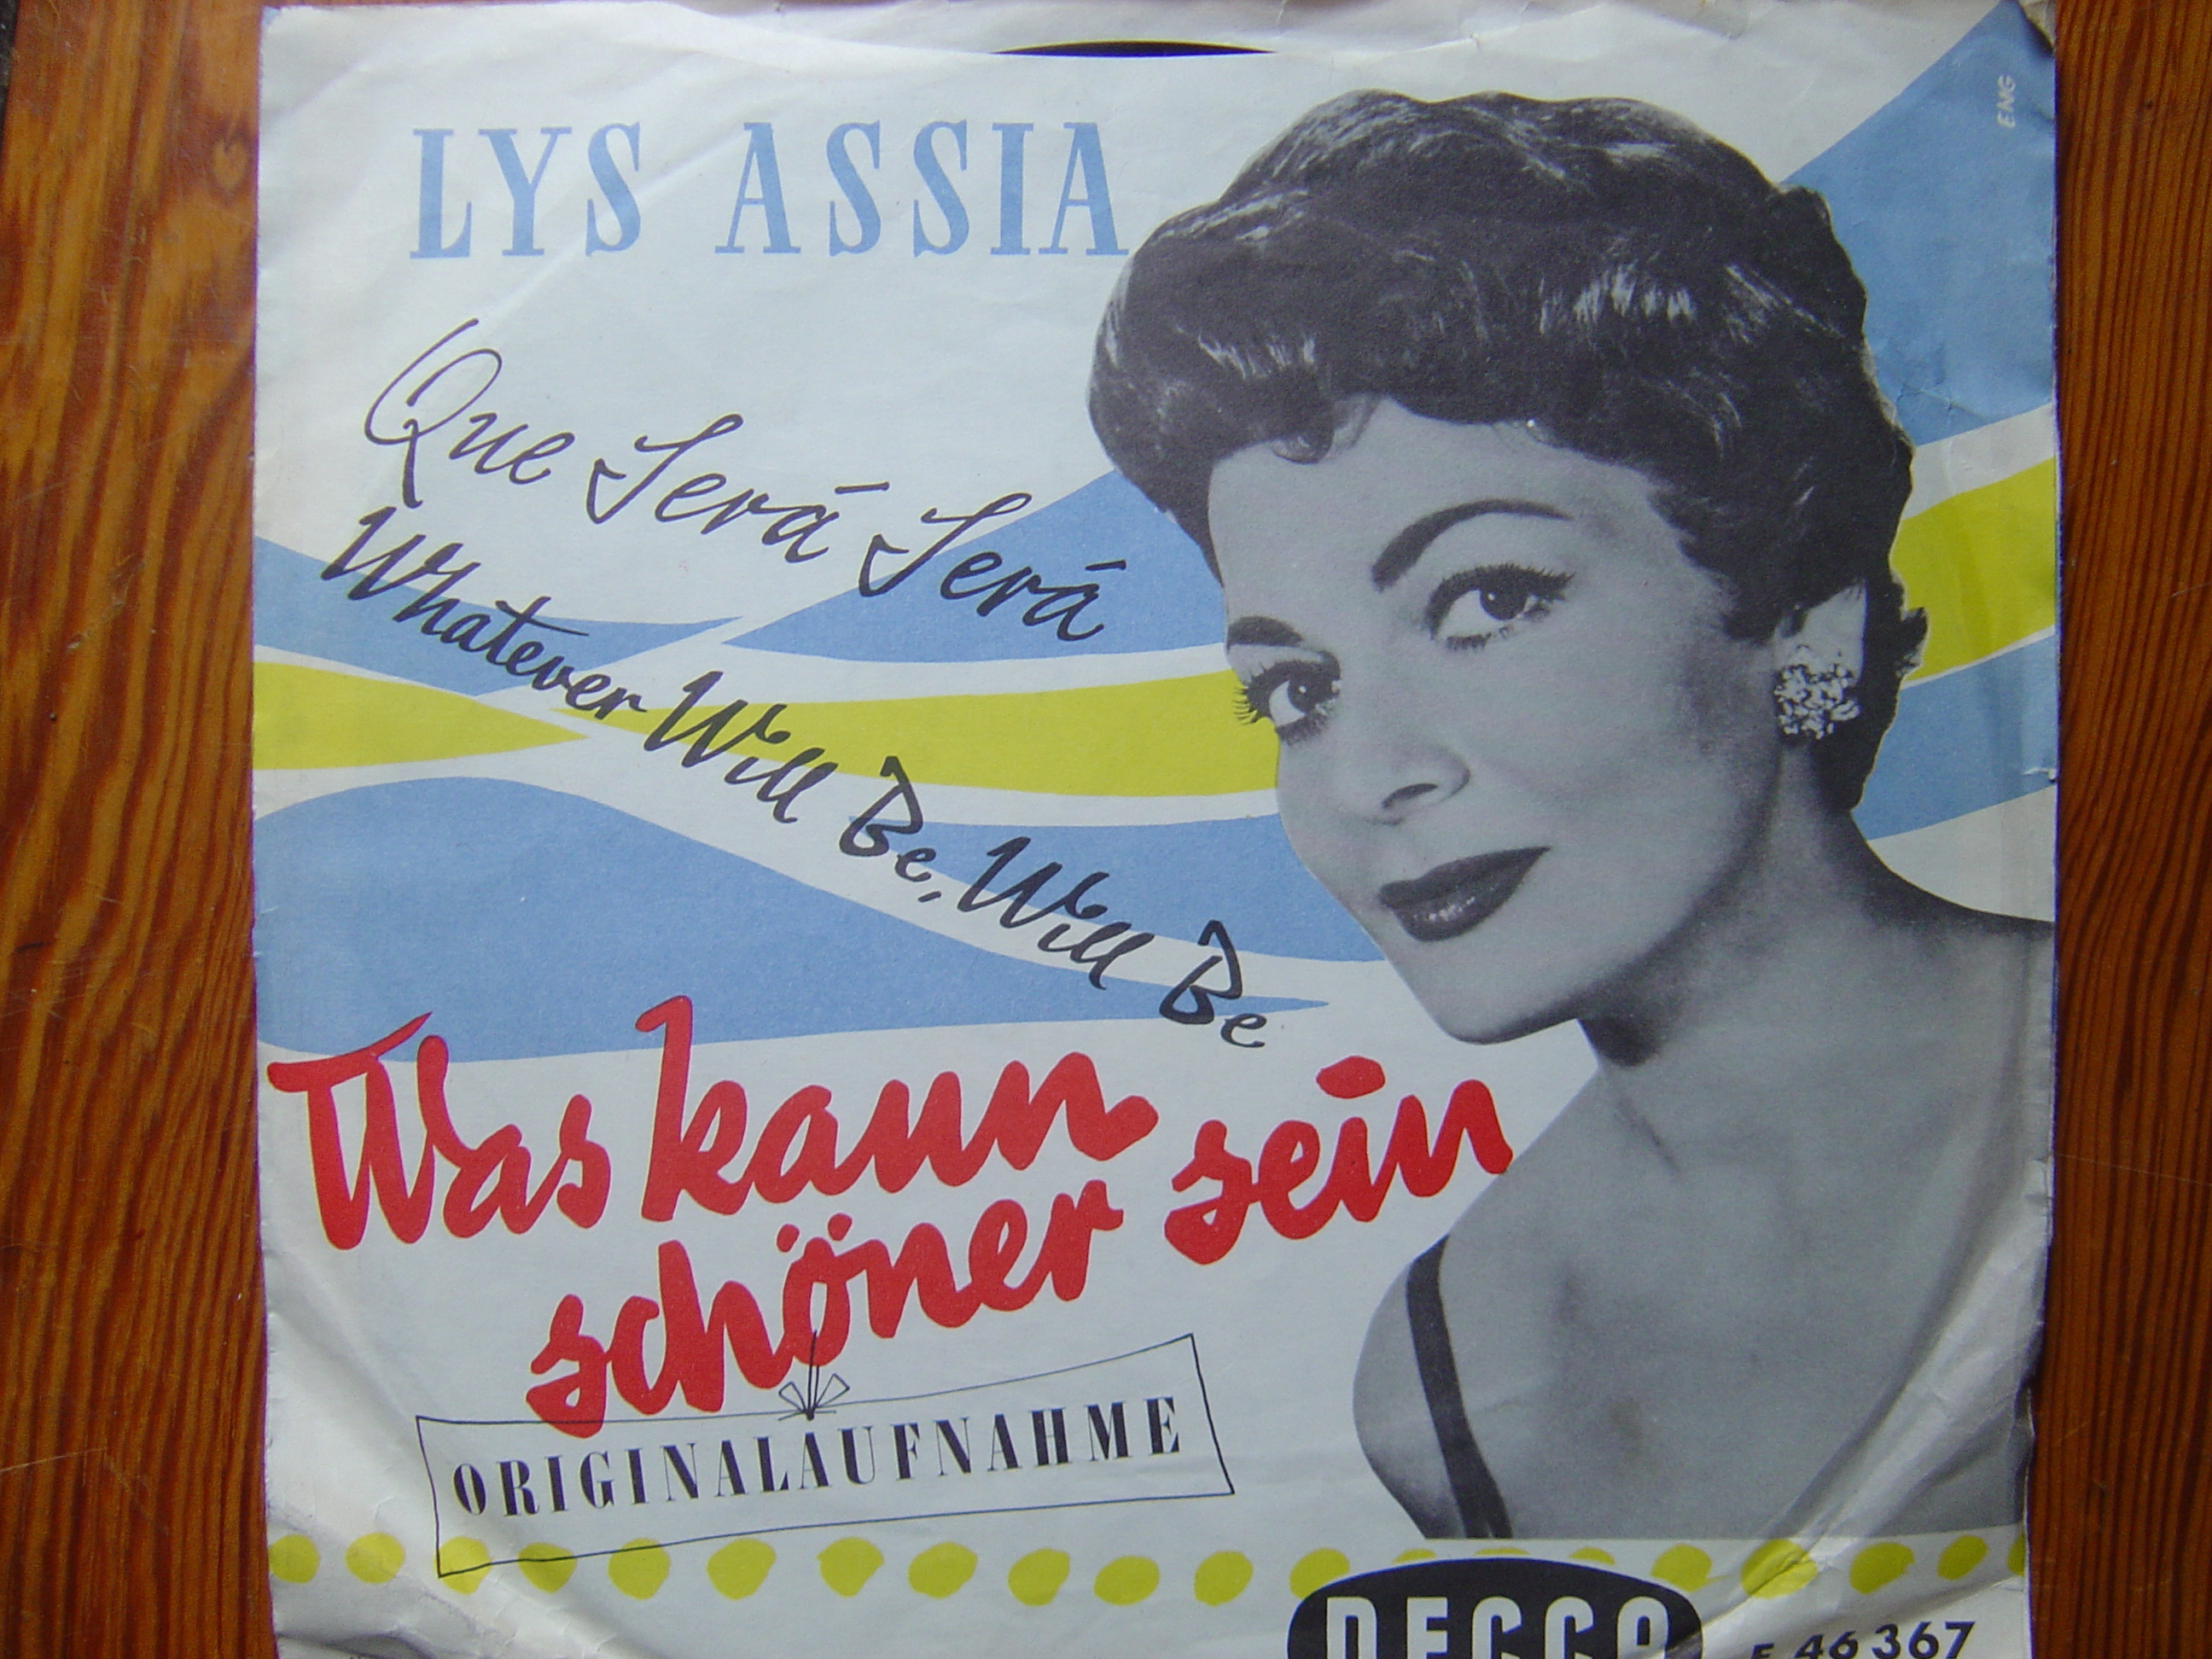 ENG
LYS ASSIA
Que Será Será
Whatever Will Be, Will Be
Was kann
schöner sein
ORIGINALAUFNAHME
DECCA
F 46 367